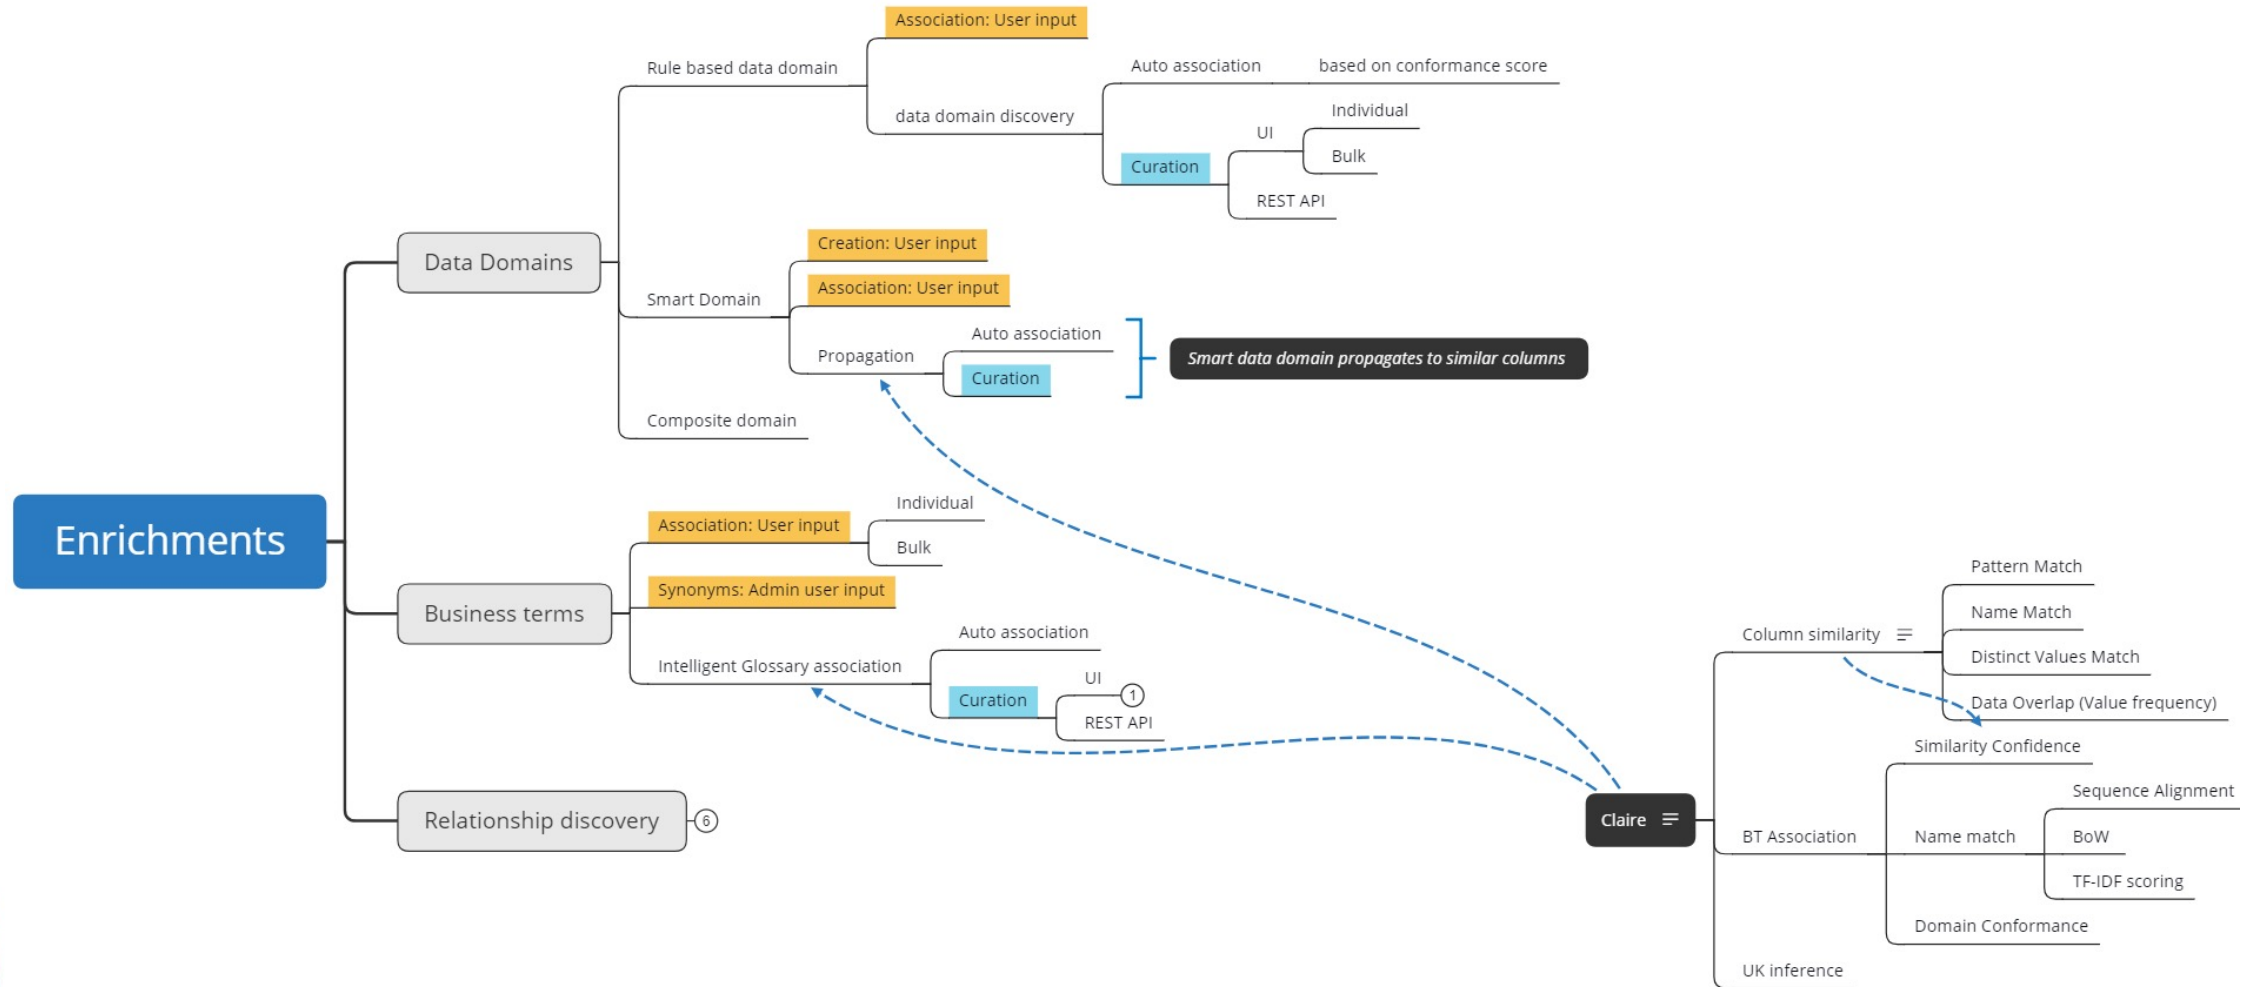 Enrichments
Data Domains
Rule based data domain
Association: User input
data domain discovery
Auto association
based on conformance score
Curation
UI
Individual
Bulk
REST API
Smart Domain
Creation: User input
Association: User input
Propagation
Auto association
Curation
Smart data domain propagates to similar columns
Composite domain
Business terms
Association: User input
Individual
Bulk
Synonyms: Admin user input
Intelligent Glossary association
Auto association
Curation
UI
1
REST API
Relationship discovery
6
Claire
Column similarity
Pattern Match
Name Match
Distinct Values Match
Data Overlap (Value frequency)
BT Association
Similarity Confidence
Name match
Sequence Alignment
BoW
TF-IDF scoring
Domain Conformance
UK inference